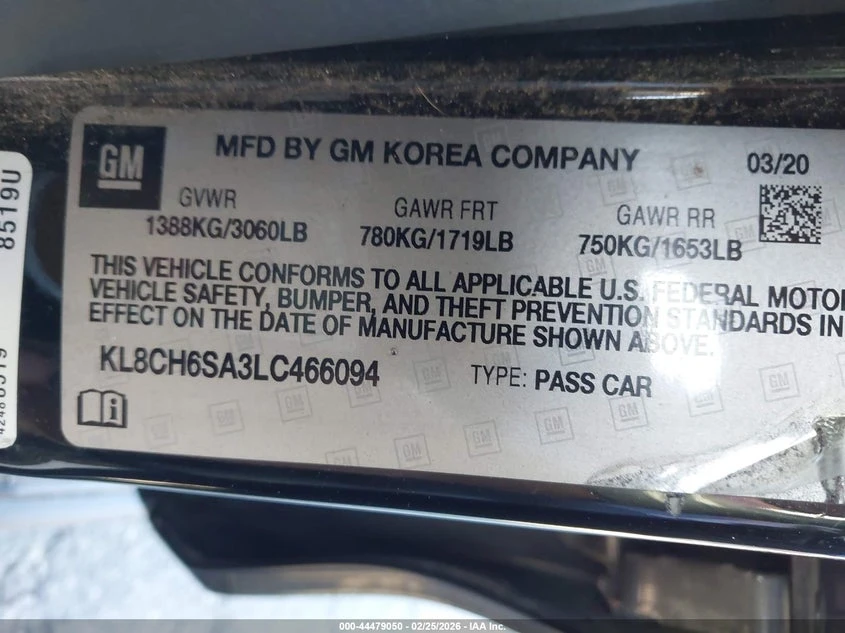 GM
MFD BY GM KOREA COMPANY
03/20
GVWR
1388KG/3060LB
GAWR FRT
780KG/1719LB
GAWR RR
750KG/1653LB
THIS VEHICLE CONFORMS TO ALL APPLICABLE U.S. FEDERAL MOTOR
VEHICLE SAFETY, BUMPER, AND THEFT PREVENTION STANDARDS IN
EFFECT ON THE DATE OF MANUFACTURE SHOWN ABOVE.
KL8CH6SA3LC466094
TYPE: PASS CAR
8519U
42488519
000-44479050 - 02/25/2026 - IAA Inc.